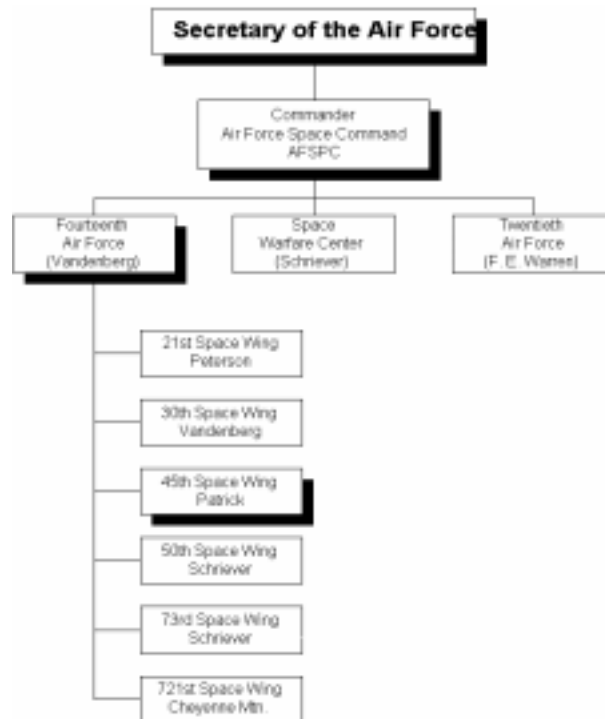 Secretary of the Air Force
Commander
Air Force Space Command
AFSPC
Fourteenth
Air Force
(Vandenberg)
Space
Warfare Center
(Schriever)
Twentieth
Air Force
(F. E. Warren)
21st Space Wing
Peterson
30th Space Wing
Vandenberg
45th Space Wing
Patrick
50th Space Wing
Schriever
73rd Space Wing
Schriever
721st Space Wing
Cheyenne Mtn.